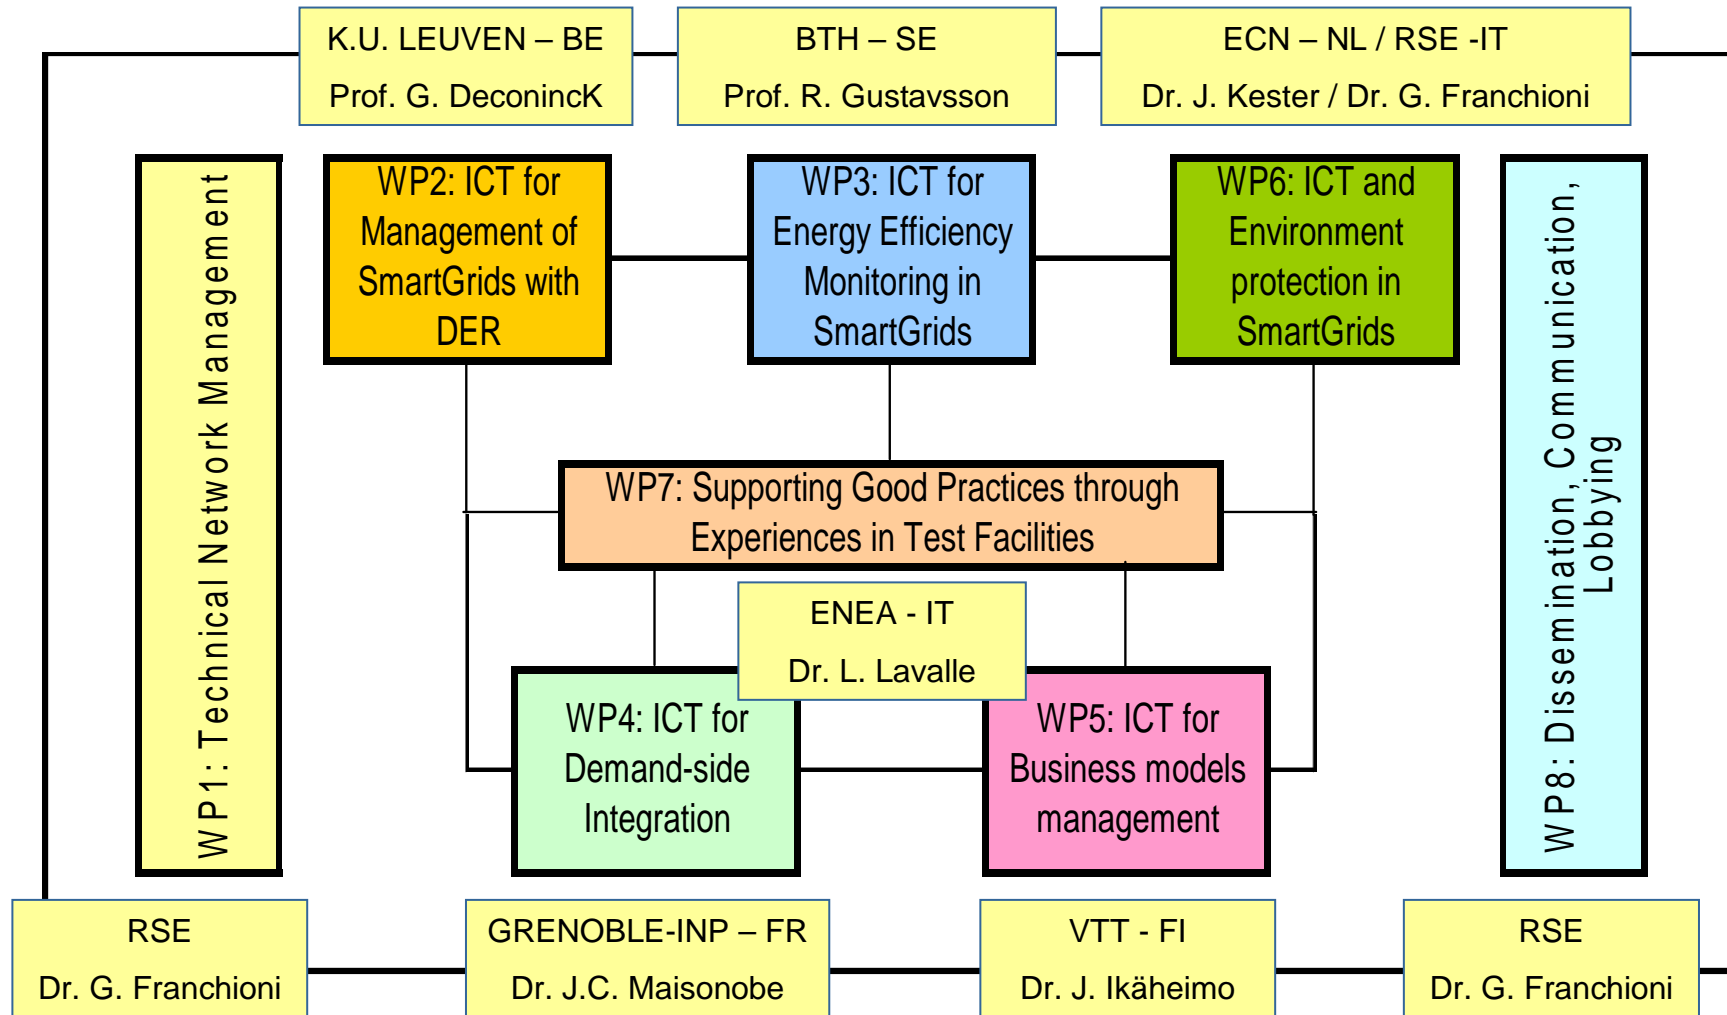 K.U. LEUVEN – BE
Prof. G. DeconincK
BTH – SE
Prof. R. Gustavsson
ECN – NL / RSE -IT
Dr. J. Kester / Dr. G. Franchioni
WP1: Technical Network Management
WP2: ICT for
Management of
SmartGrids with
DER
WP3: ICT for
Energy Efficiency
Monitoring in
SmartGrids
WP6: ICT and
Environment
protection in
SmartGrids
WP8: Dissemination, Communication,
Lobbying
WP7: Supporting Good Practices through
Experiences in Test Facilities
ENEA - IT
Dr. L. Lavalle
WP4: ICT for
Demand-side
Integration
WP5: ICT for
Business models
management
RSE
Dr. G. Franchioni
GRENOBLE-INP – FR
Dr. J.C. Maisonobe
VTT - FI
Dr. J. Ikäheimo
RSE
Dr. G. Franchioni